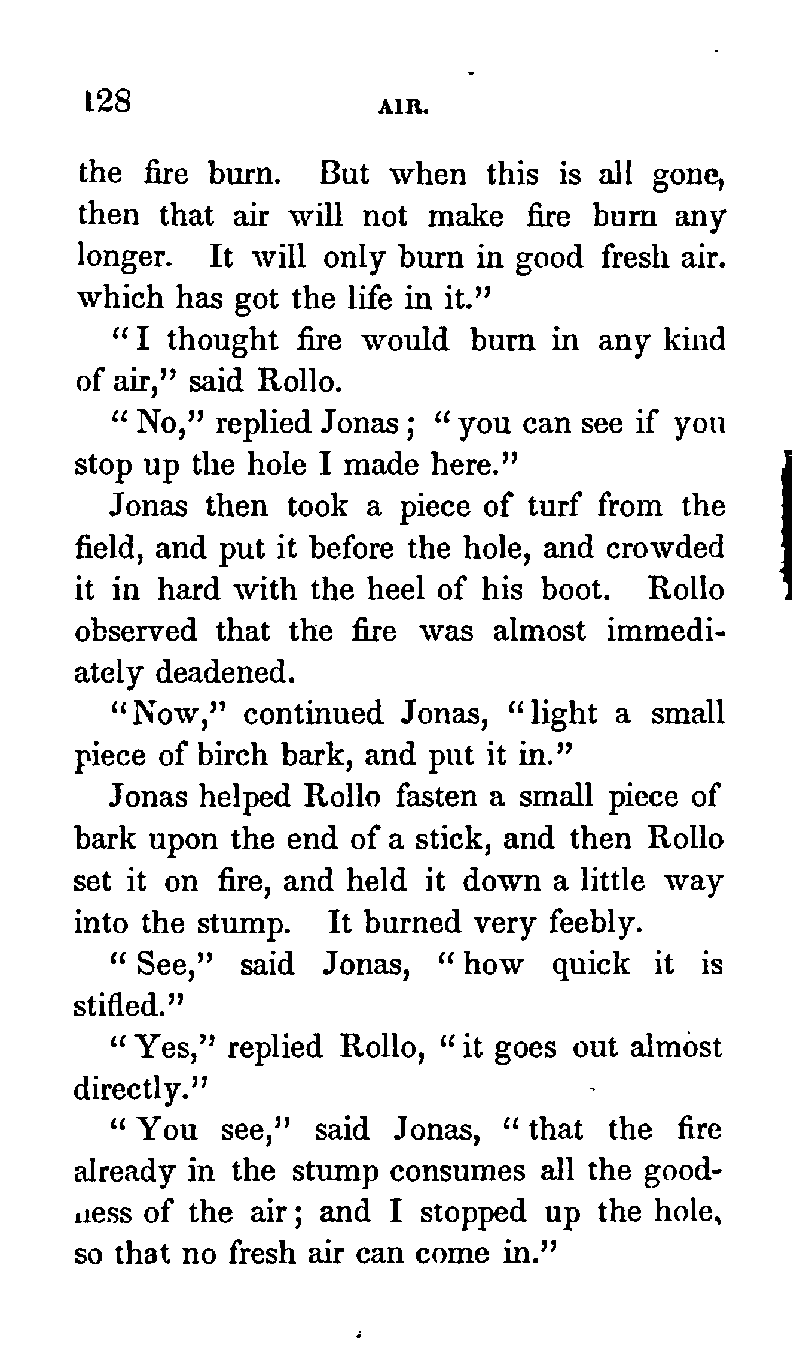 128 AIR.
the fire burn. But when this is all gone,
then that air will not make fire burn any
longer. It will only burn in good fresh air.
which has got the life in it."
"I thought fire would burn in any kind
of air," said Rollo.
"No," replied Jonas; "you can see if you
stop up the hole I made here."
Jonas then took a piece of turf from the
field, and put it before the hole, and crowded
it in hard with the heel of his boot. Rollo
observed that the fire was almost immedi-
ately deadened.
"Now," continued Jonas, "light a small
piece of birch bark, and put it in."
Jonas helped Rollo fasten a small piece of
bark upon the end of a stick, and then Rollo
set it on fire, and held it down a little way
into the stump. It burned very feebly.
"See," said Jonas, "how quick it is
stifled."
"Yes," replied Rollo, "it goes out almost
directly."
"You see," said Jonas, "that the fire
already in the stump consumes all the good-
ness of the air; and I stopped up the hole,
so that no fresh air can come in."